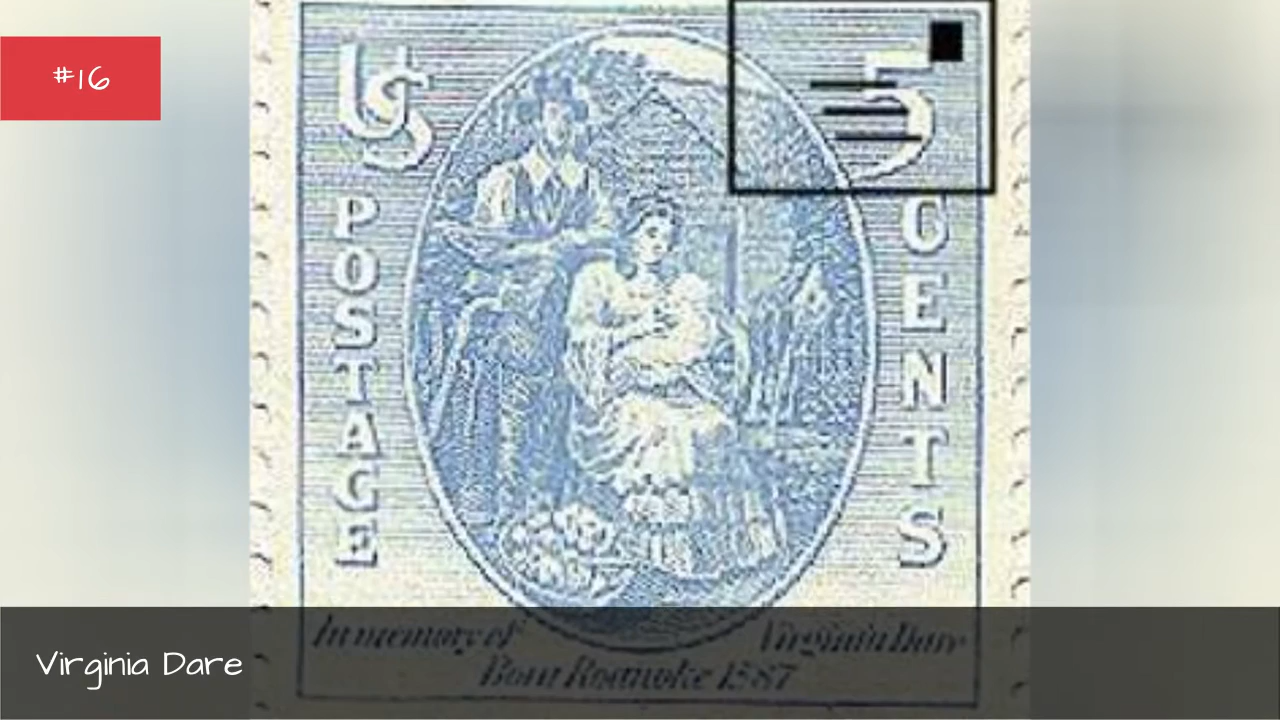 #16
US 5
POSTAGE
CENTS
In memory of Virginia Dare
Born Roanoke 1587
Virginia Dare